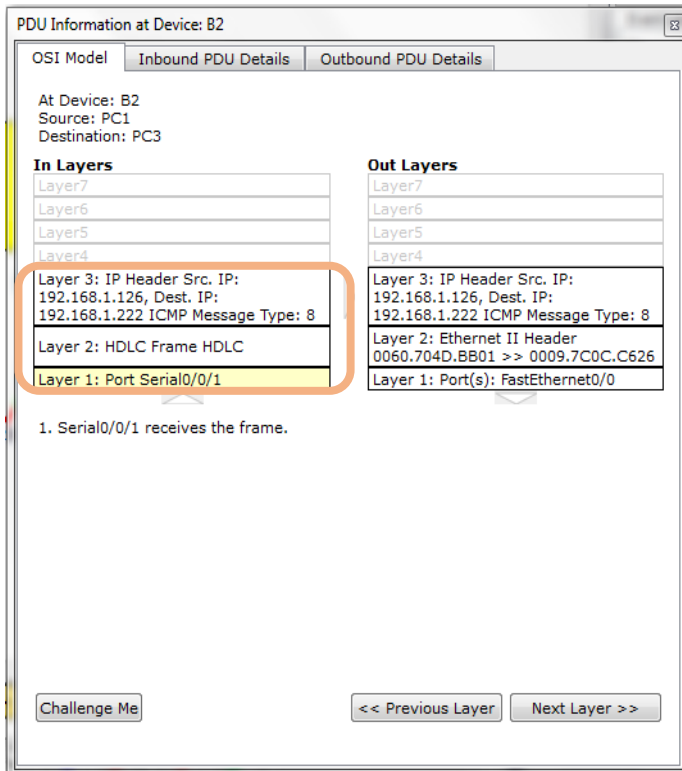 PDU Information at Device: B2
OSI Model
Inbound PDU Details
Outbound PDU Details
At Device: B2
Source: PC1
Destination: PC3
In Layers
Layer7
Layer6
Layer5
Layer4
Layer 3: IP Header Src. IP:
192.168.1.126, Dest. IP:
192.168.1.222 ICMP Message Type: 8
Layer 2: HDLC Frame HDLC
Layer 1: Port Serial0/0/1
Out Layers
Layer7
Layer6
Layer5
Layer4
Layer 3: IP Header Src. IP:
192.168.1.126, Dest. IP:
192.168.1.222 ICMP Message Type: 8
Layer 2: Ethernet II Header
0060.704D.BB01 >> 0009.7C0C.C626
Layer 1: Port(s): FastEthernet0/0
1. Serial0/0/1 receives the frame.
Challenge Me
<< Previous Layer
Next Layer >>